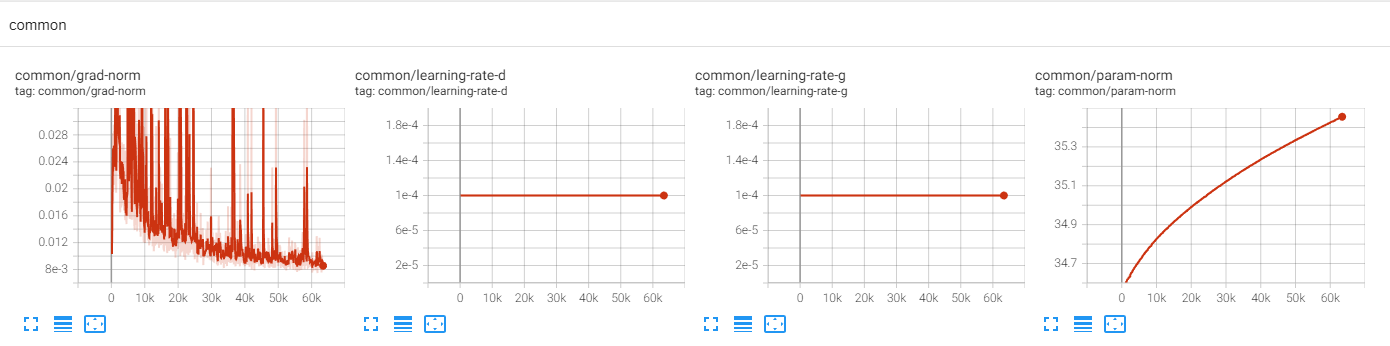 common
common/grad-norm
tag: common/grad-norm
0.028
0.024
0.02
0.016
0.012
8e-3
0 10k 20k 30k 40k 50k 60k
common/learning-rate-d
tag: common/learning-rate-d
1.8e-4
1.4e-4
1e-4
6e-5
2e-5
0 10k 20k 30k 40k 50k 60k
common/learning-rate-g
tag: common/learning-rate-g
1.8e-4
1.4e-4
1e-4
6e-5
2e-5
0 10k 20k 30k 40k 50k 60k
common/param-norm
tag: common/param-norm
35.3
35.1
34.9
34.7
0 10k 20k 30k 40k 50k 60k